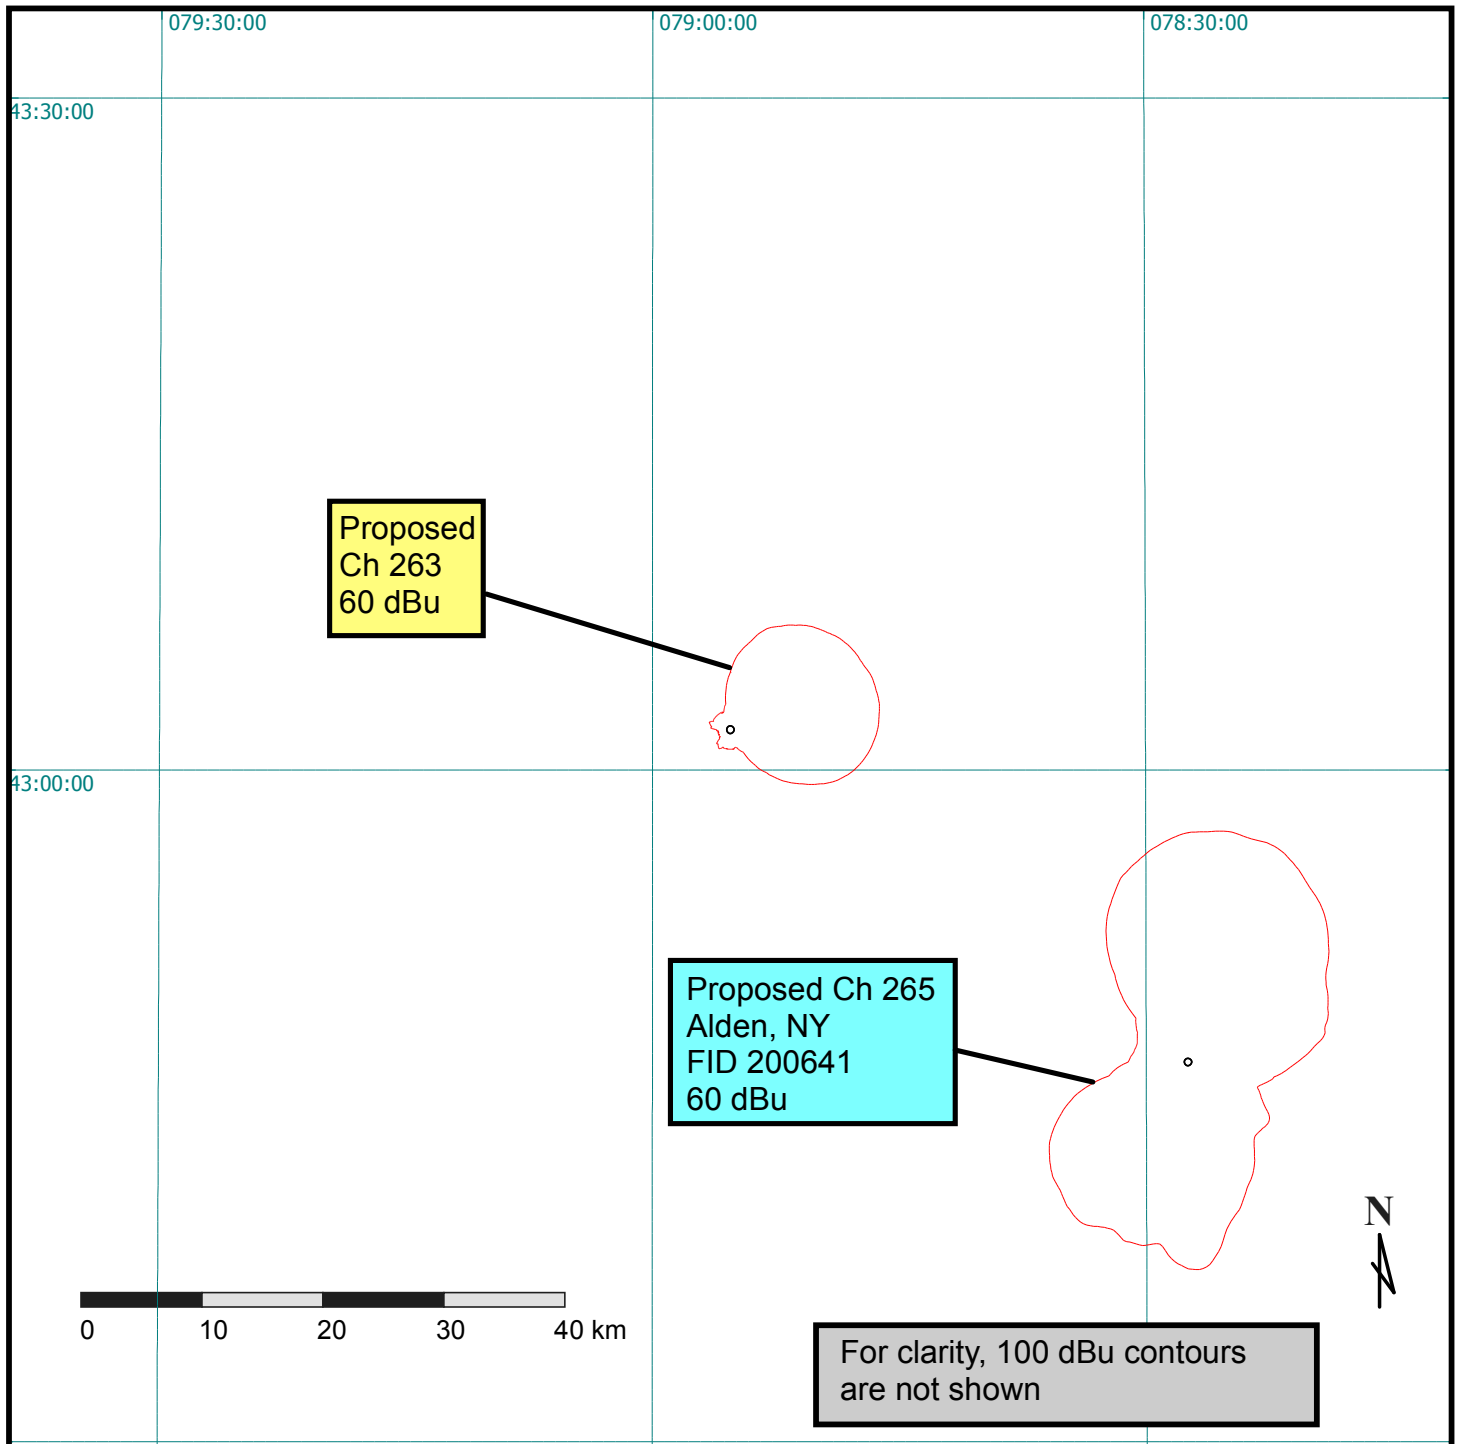 079:30:00
079:00:00
078:30:00
43:30:00
Proposed
Ch 263
60 dBu
43:00:00
Proposed Ch 265
Alden, NY
FID 200641
60 dBu
N
0 10 20 30 40 km
For clarity, 100 dBu contours
are not shown